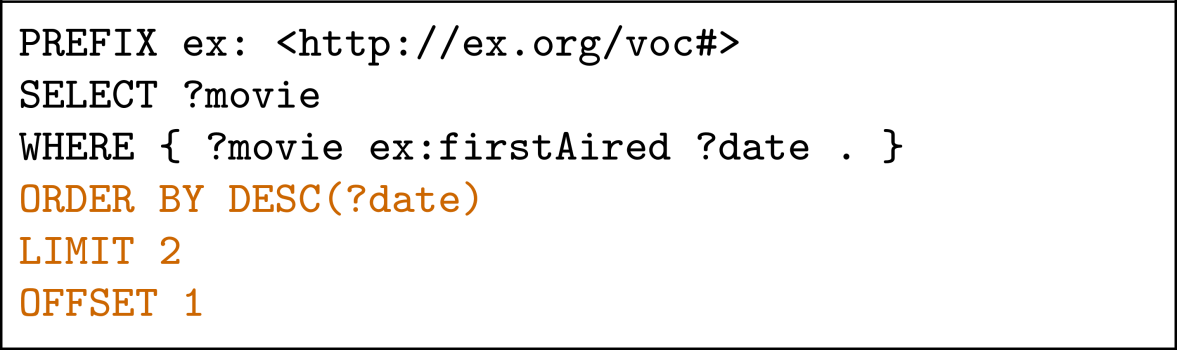 PREFIX ex: <http://ex.org/voc#>
SELECT ?movie
WHERE { ?movie ex:firstAired ?date . }
ORDER BY DESC(?date)
LIMIT 2
OFFSET 1